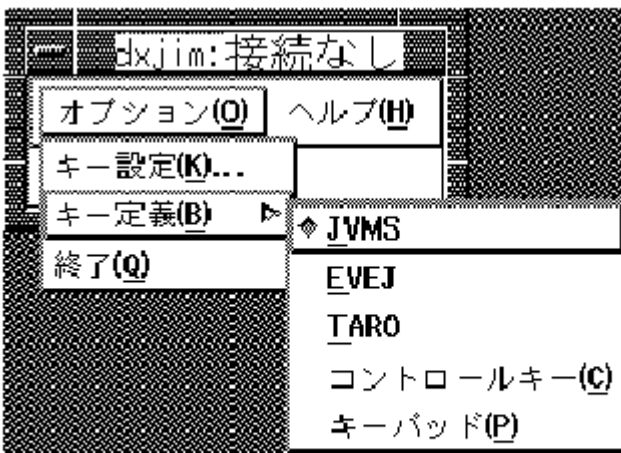 dxjim:接続なし
オプション(O) ヘルプ(H)
キー設定(K)...
キー定義(B)
終了(Q)
JVMS
EVEJ
TARO
コントロールキー(C)
キーパッド(P)